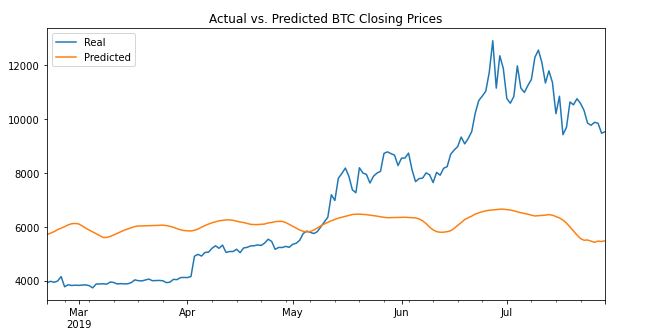 Actual vs. Predicted BTC Closing Prices
Real
Predicted
12000
10000
8000
6000
4000
Mar
2019
Apr
May
Jun
Jul